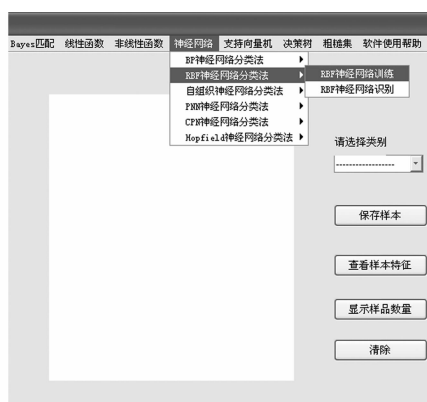 Bayes匹配 线性函数 非线性函数 神经网络 支持向量机 决策树 粗糙集 软件使用帮助
BP神经网络分类法
RBF神经网络分类法
RBF神经网络训练
自组织神经网络分类法
RBF神经网络识别
PNN神经网络分类法
CPN神经网络分类法
Hopfield神经网络分类法
请选择类别
------------------
保存样本
查看样本特征
显示样品数量
清除